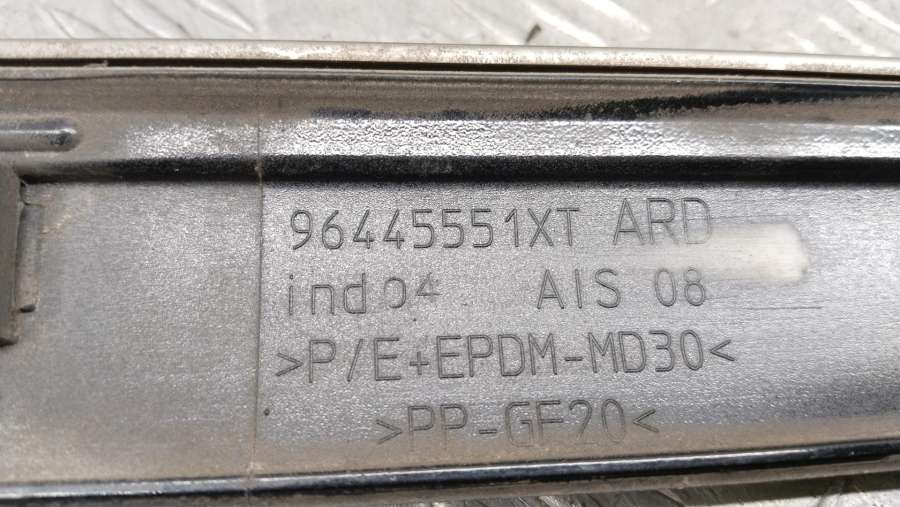 96445551XT ARD
ind 04 AIS 08
>P/E+EPDM-MD30<
>PP-GF20<